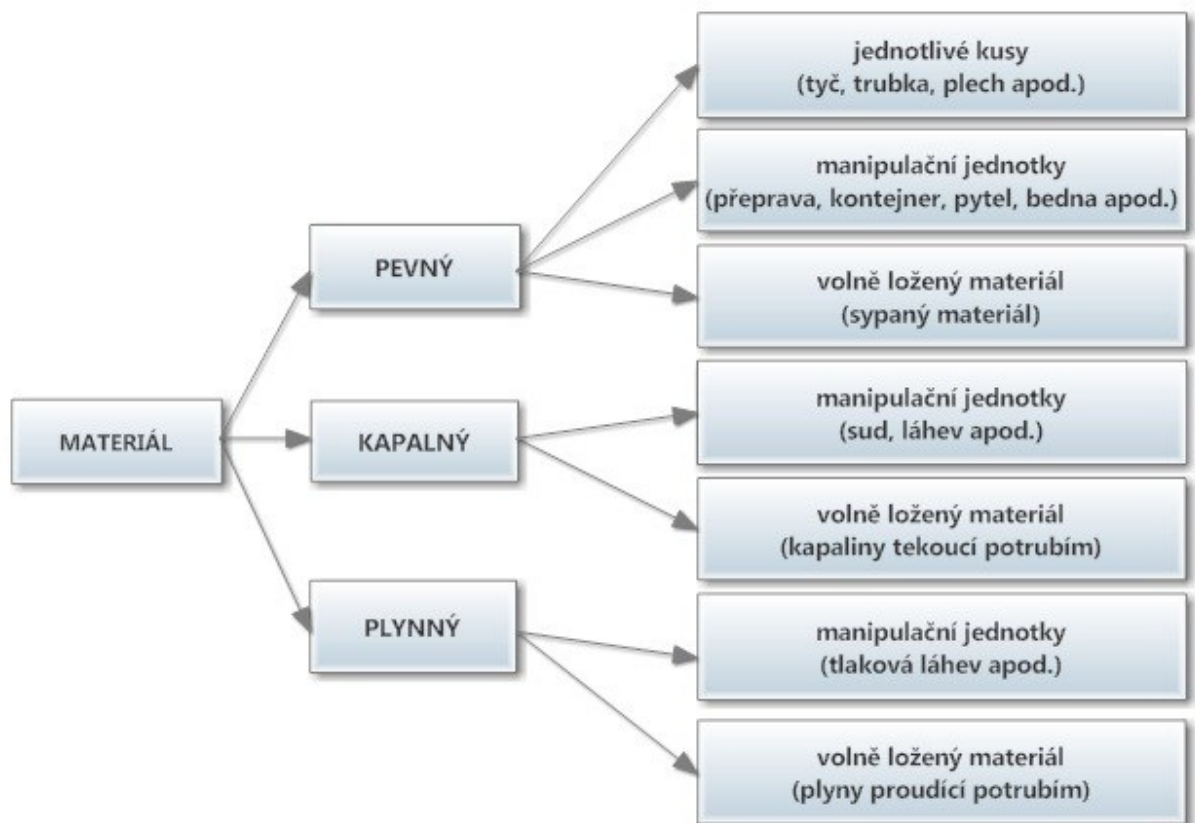 jednotlivé kusy
(tyč, trubka, plech apod.)
manipulační jednotky
(přeprava, kontejner, pytel, bedna apod.)
PEVNÝ
volně ložený materiál
(sypaný materiál)
manipulační jednotky
(sud, láhev apod.)
MATERIÁL
KAPALNÝ
volně ložený materiál
(kapaliny tekoucí potrubím)
PLYNNÝ
manipulační jednotky
(tlaková láhev apod.)
volně ložený materiál
(plyny proudící potrubím)